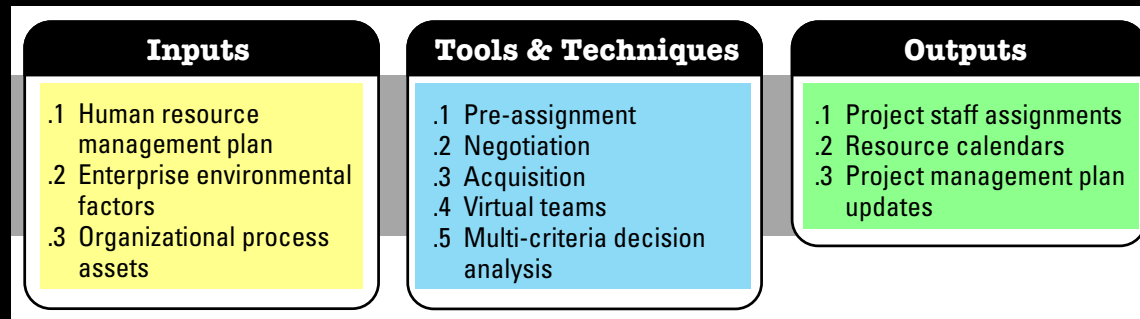 Inputs
.1 Human resource
management plan
.2 Enterprise environmental
factors
.3 Organizational process
assets
Tools & Techniques
.1 Pre-assignment
.2 Negotiation
.3 Acquisition
.4 Virtual teams
.5 Multi-criteria decision
analysis
Outputs
.1 Project staff assignments
.2 Resource calendars
.3 Project management plan
updates